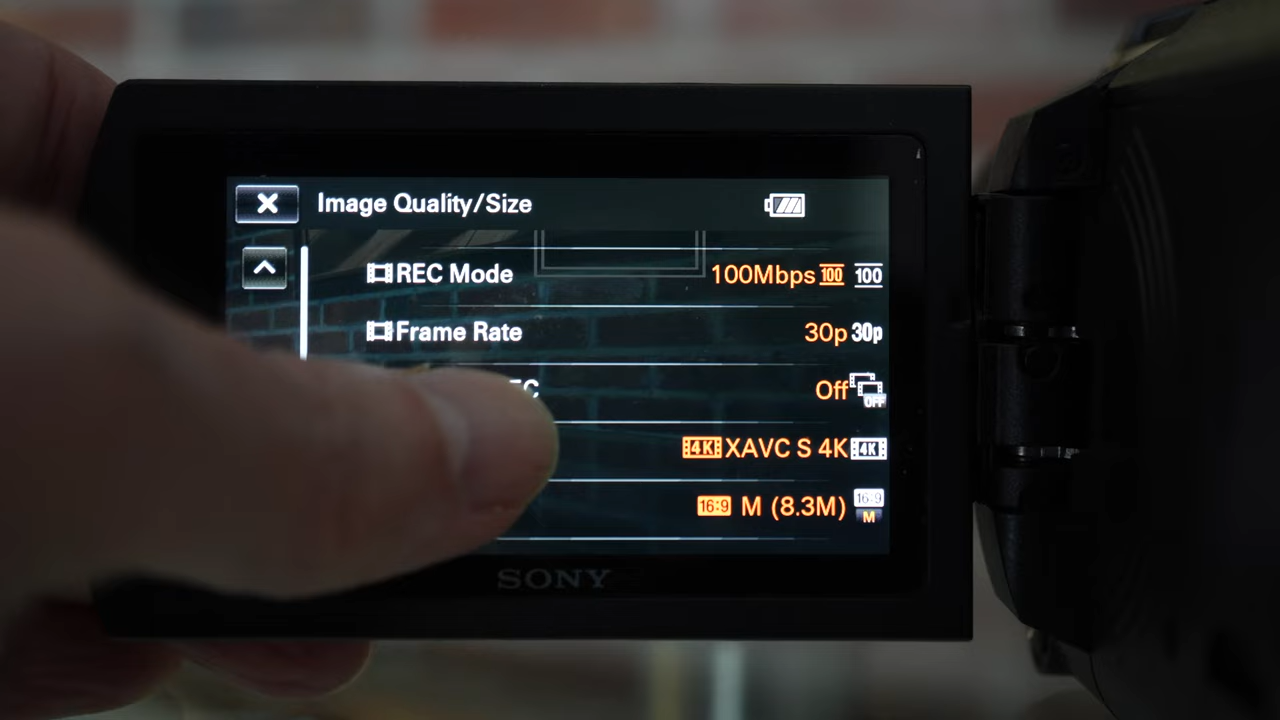 Image Quality/Size
REC Mode 100Mbps 100 100
Frame Rate 30p 30p
Off OFF
4K XAVC S 4K 4K
16:9 M (8.3M) 16:9 M
SONY